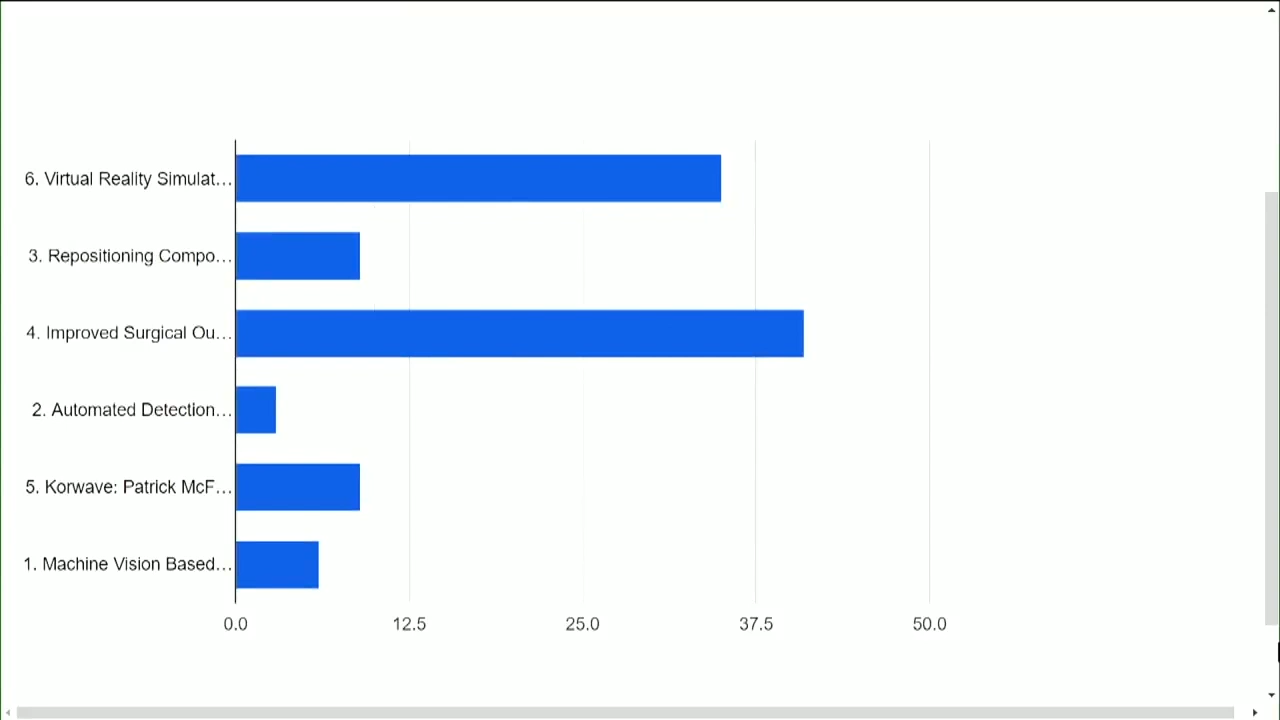 6. Virtual Reality Simulat...
3. Repositioning Compo...
4. Improved Surgical Ou...
2. Automated Detection...
5. Korwave: Patrick McF...
1. Machine Vision Based...
0.0 12.5 25.0 37.5 50.0